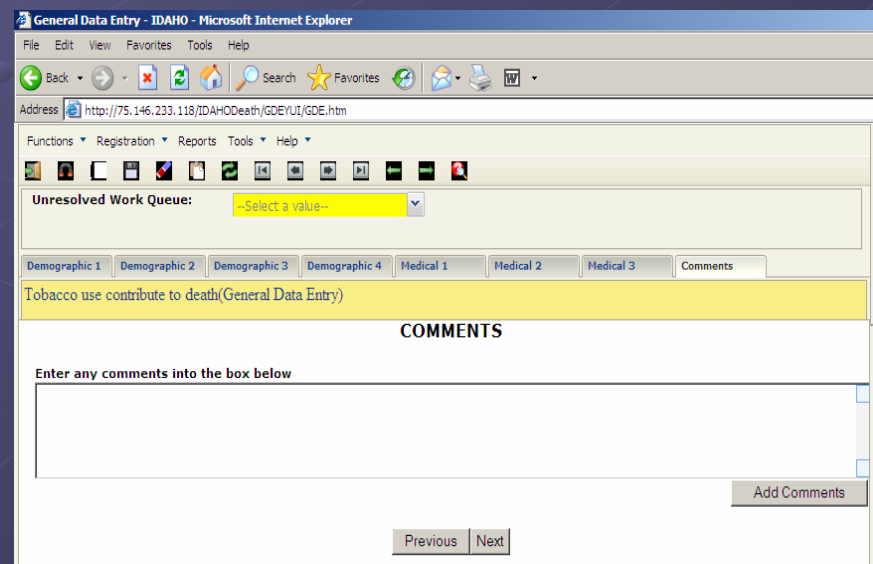 General Data Entry - IDAHO - Microsoft Internet Explorer
File Edit View Favorites Tools Help
Back Search Favorites W
Address http://75.146.233.118/IDAHODeath/GDEYUI/GDE.htm
Functions Registration Reports Tools Help
Unresolved Work Queue: --Select a value--
Demographic 1 Demographic 2 Demographic 3 Demographic 4 Medical 1 Medical 2 Medical 3 Comments
Tobacco use contribute to death(General Data Entry)
COMMENTS
Enter any comments into the box below
Add Comments
Previous Next